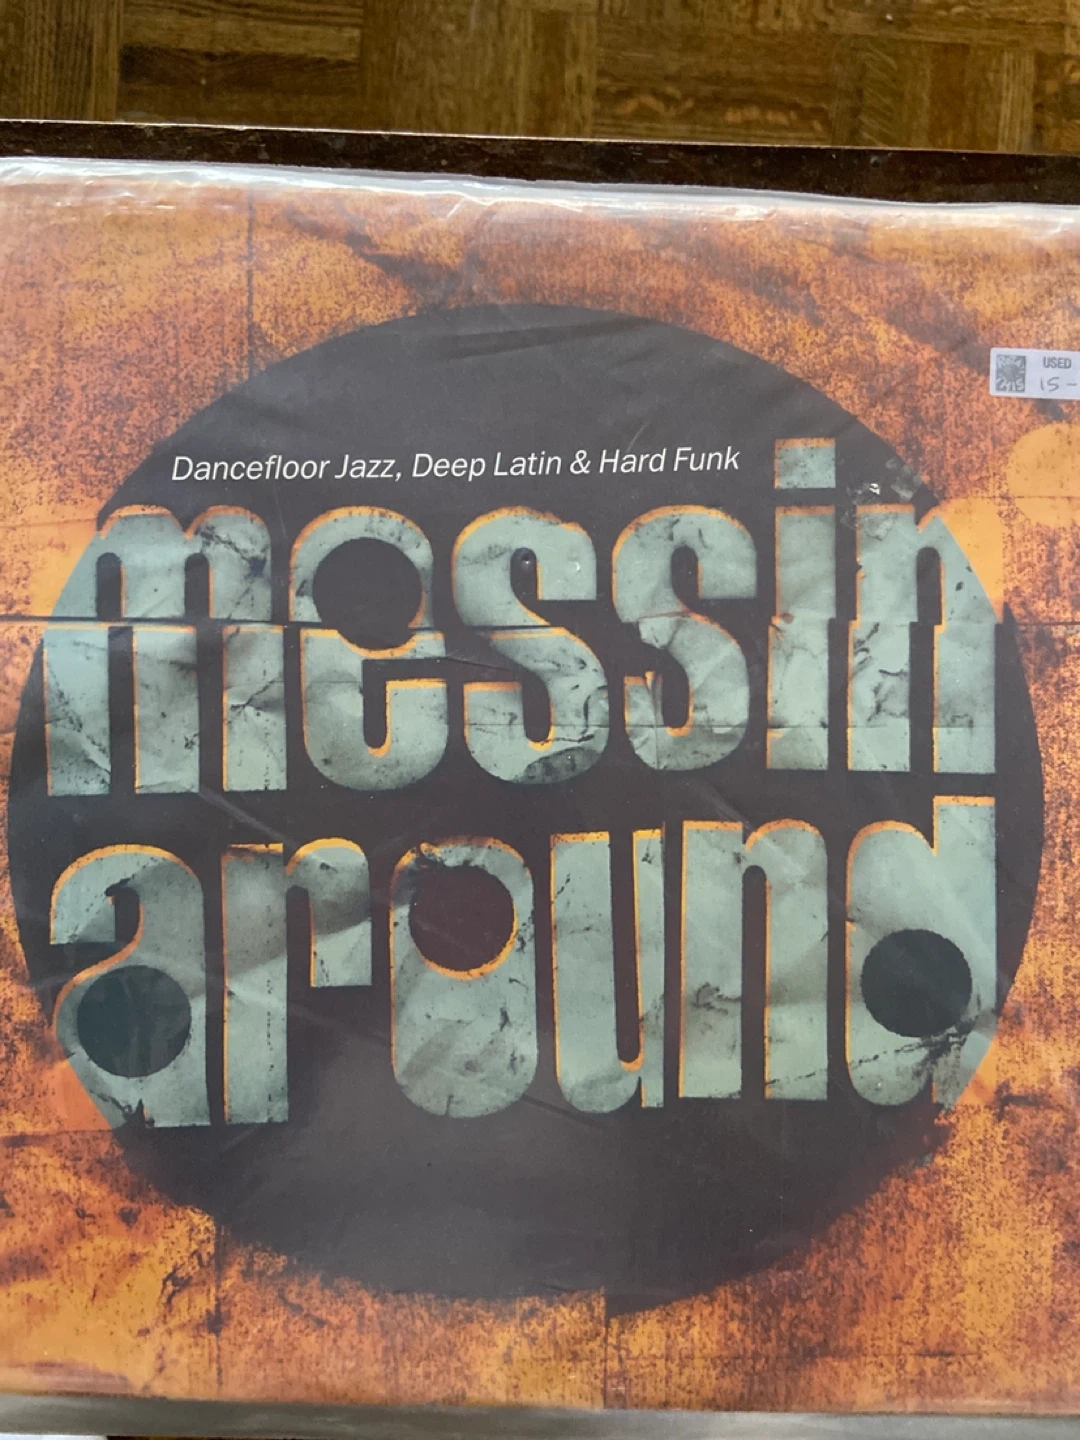 USED
15-
Dancefloor Jazz, Deep Latin & Hard Funk
messin
around